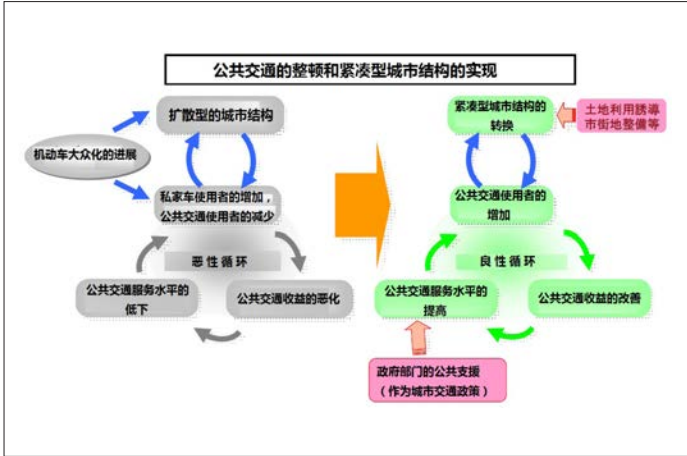 公共交通的整顿和紧凑型城市结构的实现
扩散型的城市结构
机动车大众化的进展
私家车使用者的增加，
公共交通使用者的减少
恶性循环
公共交通服务水平的
低下
公共交通收益的恶化
紧凑型城市结构的
转换
土地利用誘導
市街地整備等
公共交通使用者的
增加
良性循环
公共交通服务水平的
提高
公共交通收益的改善
政府部门的公共支援
（作为城市交通政策）